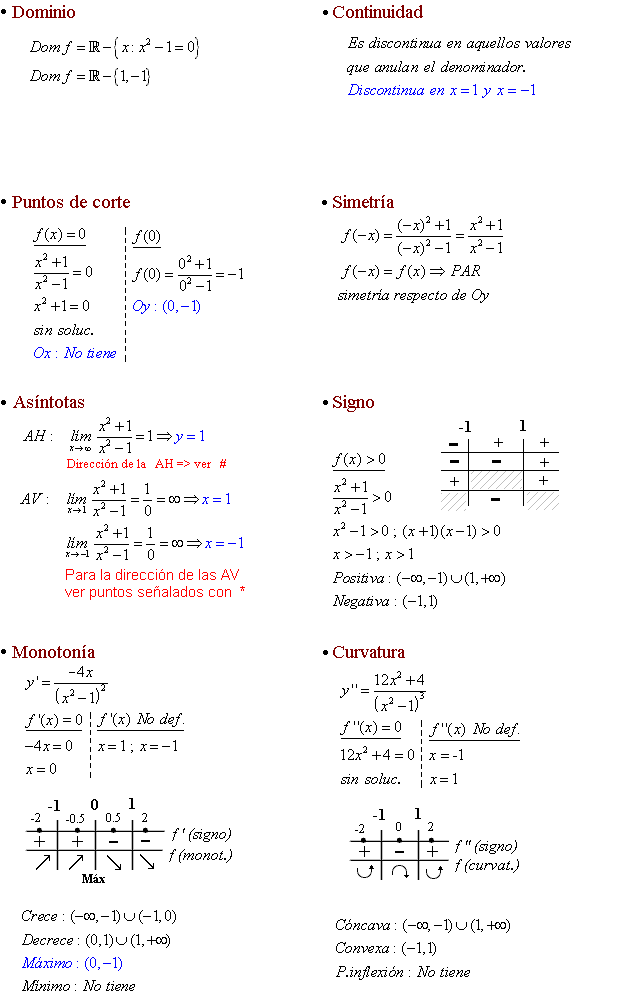 • Dominio
Dom f = ℝ − { x : x² − 1 = 0}
Dom f = ℝ − {1, −1}
• Continuidad
Es discontinua en aquellos valores
que anulan el denominador.
Discontinua en x = 1 y x = −1
• Puntos de corte
f(x) = 0
(x² + 1)/(x² − 1) = 0
x² + 1 = 0
sin soluc.
Ox : No tiene
f(0)
f(0) = (0² + 1)/(0² − 1) = −1
Oy : (0, −1)
• Simetría
f(−x) = ((−x)² + 1)/((−x)² − 1) = (x² + 1)/(x² − 1)
f(−x) = f(x) ⇒ PAR
simetría respecto de Oy
• Asíntotas
AH : lím x→∞ (x² + 1)/(x² − 1) = 1 ⇒ y = 1
Dirección de la AH => ver #
AV : lím x→1 (x² + 1)/(x² − 1) = 1/0 = ∞ ⇒ x = 1
lím x→−1 (x² + 1)/(x² − 1) = 1/0 = ∞ ⇒ x = −1
Para la dirección de las AV
ver puntos señalados con *
• Signo
-1 1
− + +
− − +
+ +
−
f(x) > 0
(x² + 1)/(x² − 1) > 0
x² − 1 > 0 ; (x + 1)(x − 1) > 0
x > −1 ; x > 1
Positiva : (−∞, −1) ∪ (1, +∞)
Negativa : (−1, 1)
• Monotonía
y' = −4x/(x² − 1)²
f'(x) = 0
−4x = 0
x = 0
f'(x) No def.
x = 1 ; x = −1
-1 0 1
-2 -0.5 0.5 2
+ + − − f' (signo)
↗ ↗ ↘ ↘ f (monot.)
Máx
Crece : (−∞, −1) ∪ (−1, 0)
Decrece : (0, 1) ∪ (1, +∞)
Máximo : (0, −1)
Mínimo : No tiene
• Curvatura
y'' = (12x² + 4)/(x² − 1)³
f''(x) = 0
12x² + 4 = 0
sin soluc.
f''(x) No def.
x = -1
x = 1
-1 1
-2 0 2
+ − + f'' (signo)
f (curvat.)
Cóncava : (−∞, −1) ∪ (1, +∞)
Convexa : (−1, 1)
P.inflexión : No tiene